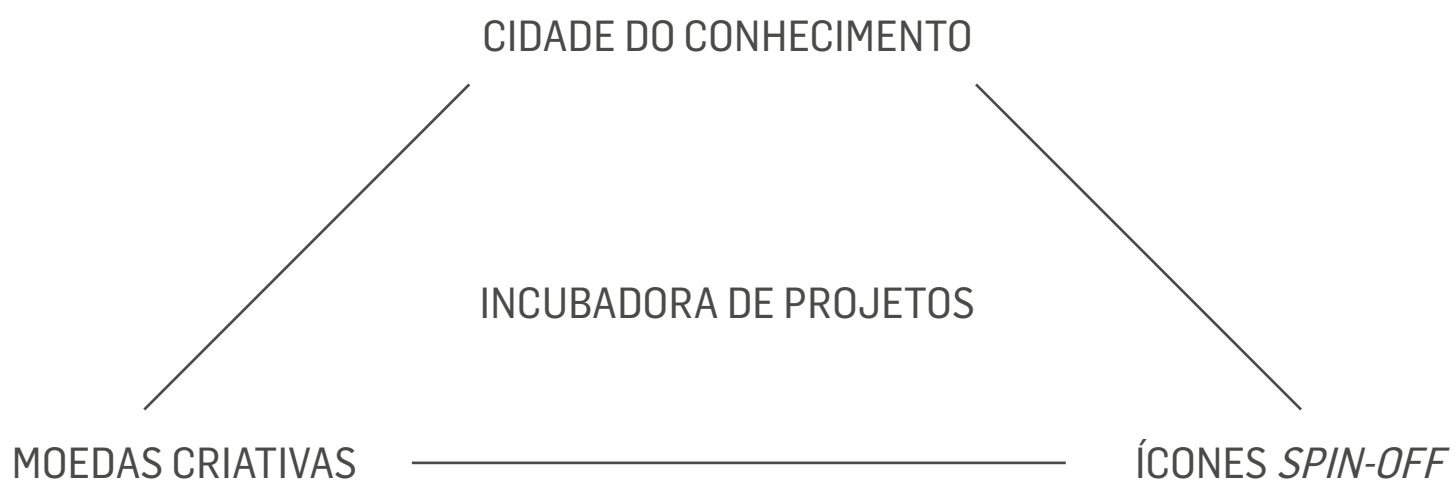 CIDADE DO CONHECIMENTO
INCUBADORA DE PROJETOS
MOEDAS CRIATIVAS
ÍCONES SPIN-OFF